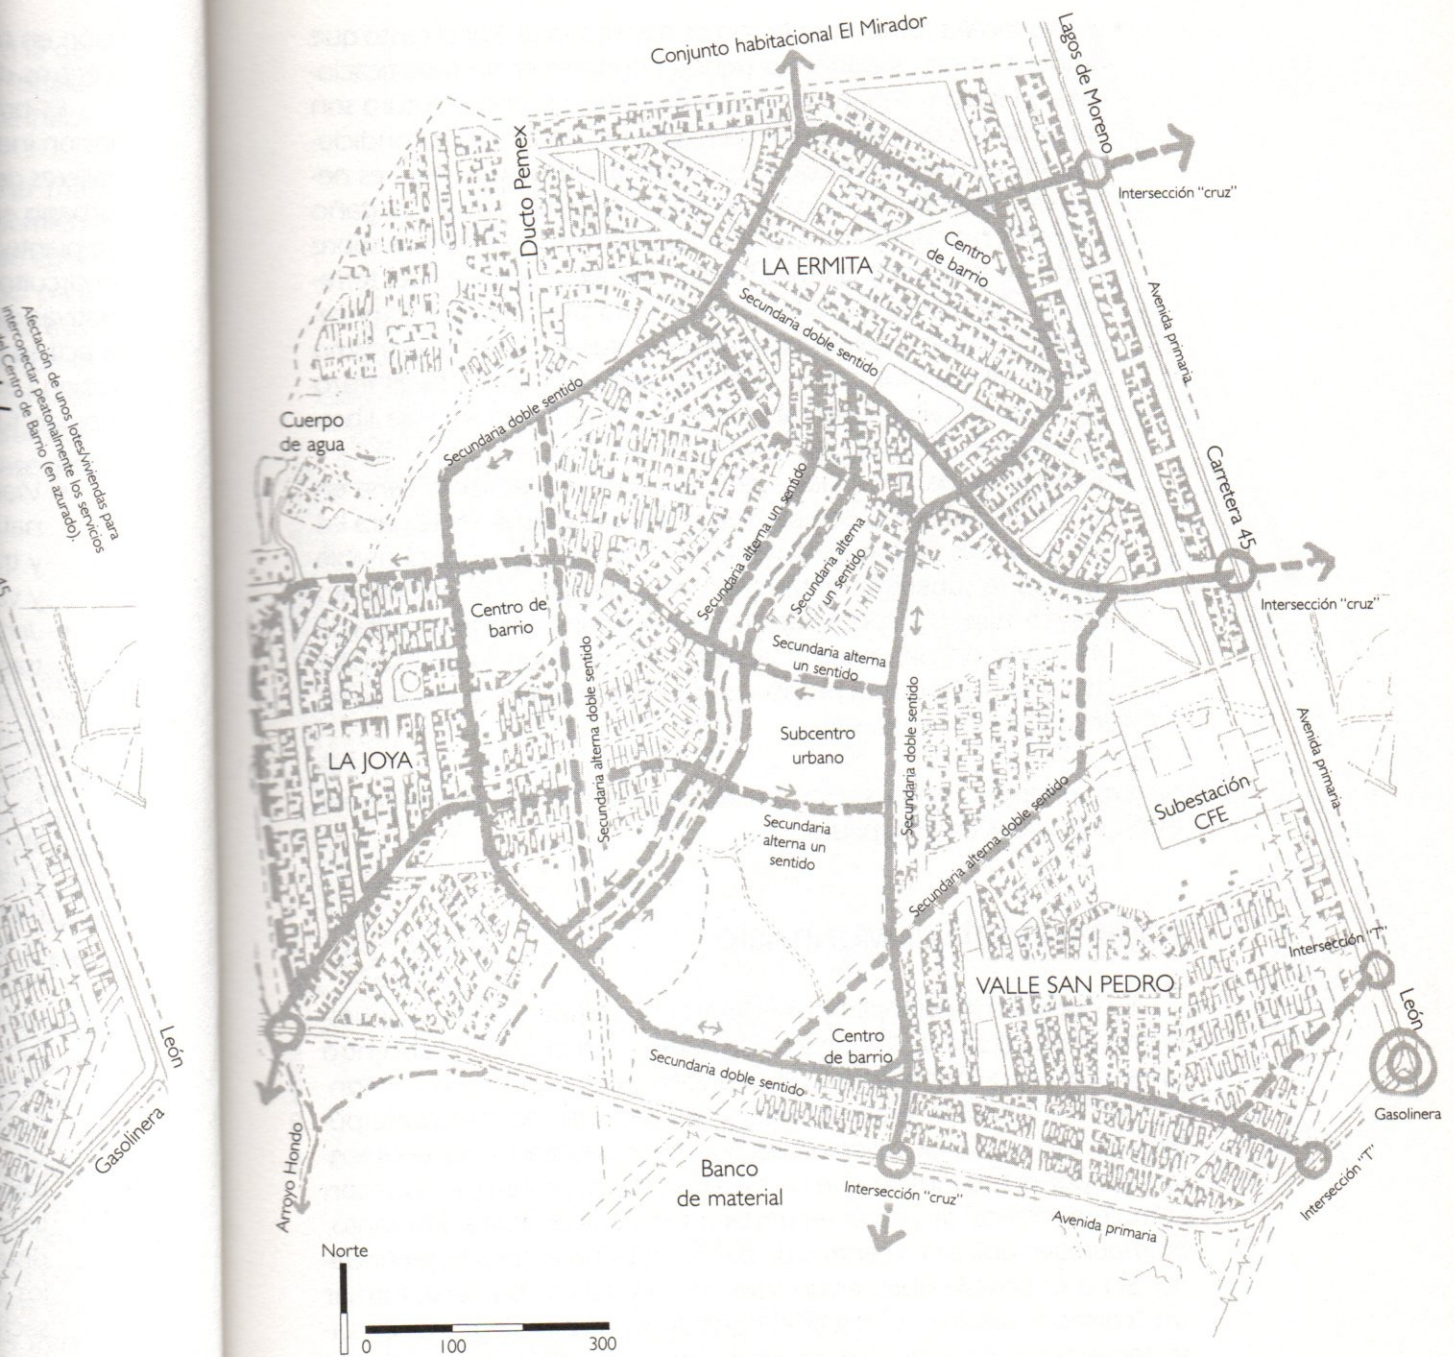 Afectación de unos lotes/viviendas para
interconectar peatonalmente los servicios
del Centro de Barrio (en azurado).
45
León
Gasolinera
Conjunto habitacional El Mirador
Lagos de Moreno
Ducto Pemex
Intersección "cruz"
Centro
de barrio
LA ERMITA
Secundaria doble sentido
Avenida primaria
Secundaria doble sentido
Cuerpo
de agua
Carretera 45
Secundaria alterna un sentido
Secundaria alterna
un sentido
Intersección "cruz"
Centro de
barrio
Secundaria alterna
un sentido
Secundaria alterna doble sentido
Secundaria doble sentido
Subcentro
urbano
LA JOYA
Avenida primaria
Subestación
CFE
Secundaria alterna doble sentido
Secundaria
alterna un
sentido
Intersección "T"
VALLE SAN PEDRO
León
Centro
de barrio
Secundaria doble sentido
Gasolinera
Arroyo Hondo
Banco
de material
Intersección "cruz"
Intersección "T"
Avenida primaria
Norte
0 100 300